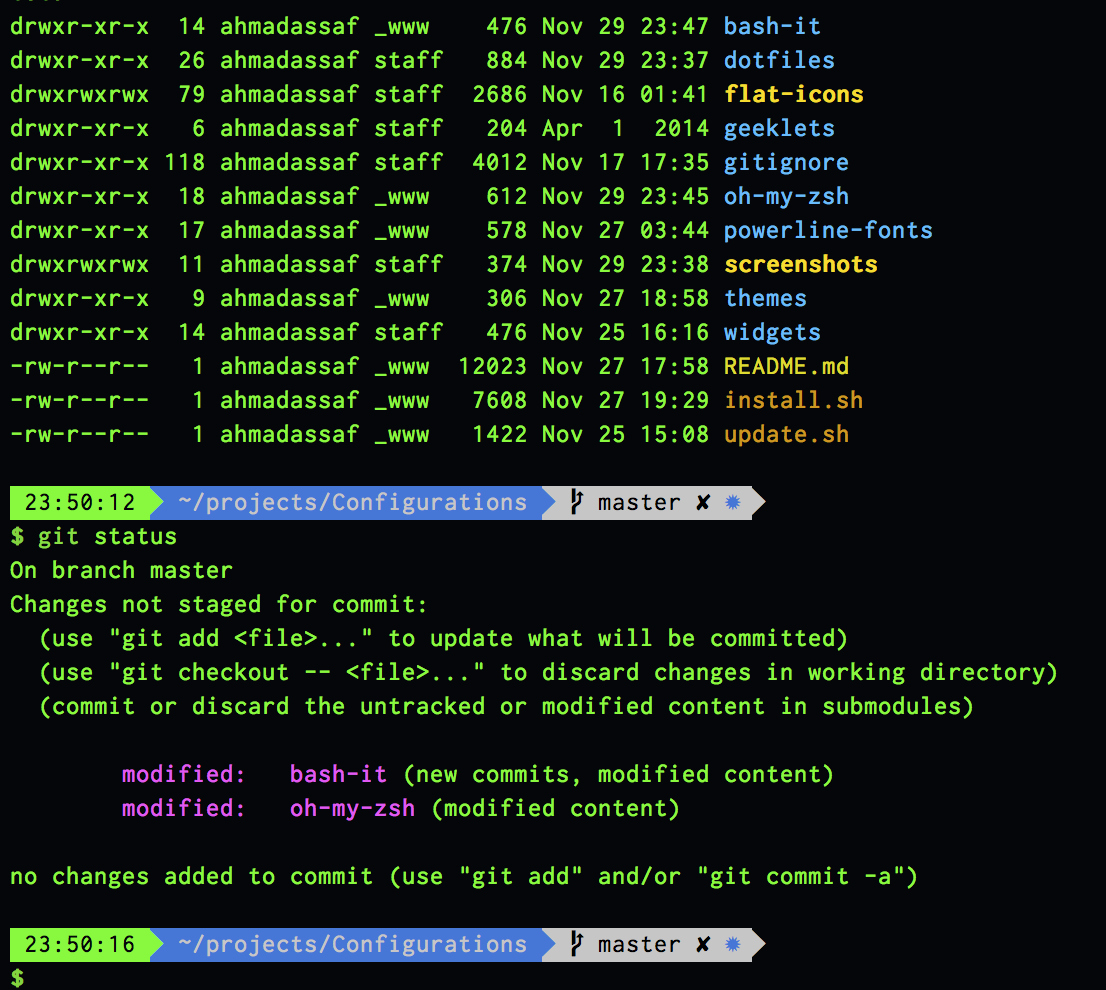 drwxr-xr-x  14 ahmadassaf _www    476 Nov 29 23:47 bash-it
drwxr-xr-x  26 ahmadassaf staff   884 Nov 29 23:37 dotfiles
drwxrwxrwx  79 ahmadassaf staff  2686 Nov 16 01:41 flat-icons
drwxr-xr-x   6 ahmadassaf staff   204 Apr  1  2014 geeklets
drwxr-xr-x 118 ahmadassaf staff  4012 Nov 17 17:35 gitignore
drwxr-xr-x  18 ahmadassaf _www    612 Nov 29 23:45 oh-my-zsh
drwxr-xr-x  17 ahmadassaf _www    578 Nov 27 03:44 powerline-fonts
drwxrwxrwx  11 ahmadassaf staff   374 Nov 29 23:38 screenshots
drwxr-xr-x   9 ahmadassaf _www    306 Nov 27 18:58 themes
drwxr-xr-x  14 ahmadassaf staff   476 Nov 25 16:16 widgets
-rw-r--r--   1 ahmadassaf _www  12023 Nov 27 17:58 README.md
-rw-r--r--   1 ahmadassaf _www   7608 Nov 27 19:29 install.sh
-rw-r--r--   1 ahmadassaf _www   1422 Nov 25 15:08 update.sh
23:50:12 ~/projects/Configurations master ✘ ✹
$ git status
On branch master
Changes not staged for commit:
  (use "git add <file>..." to update what will be committed)
  (use "git checkout -- <file>..." to discard changes in working directory)
  (commit or discard the untracked or modified content in submodules)
        modified:   bash-it (new commits, modified content)
        modified:   oh-my-zsh (modified content)
no changes added to commit (use "git add" and/or "git commit -a")
23:50:16 ~/projects/Configurations master ✘ ✹
$